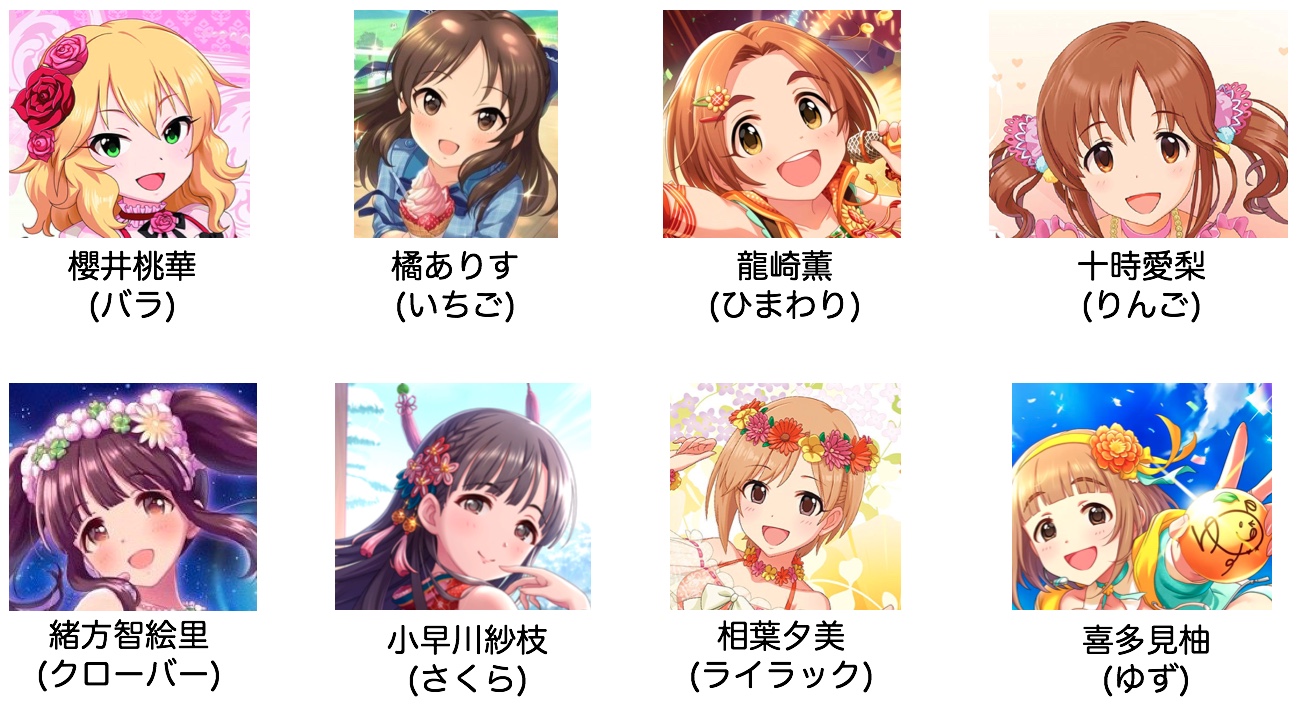 櫻井桃華
(バラ)
橘ありす
(いちご)
龍崎薫
(ひまわり)
十時愛梨
(りんご)
緒方智絵里
(クローバー)
小早川紗枝
(さくら)
相葉夕美
(ライラック)
喜多見柚
(ゆず)
ゆず